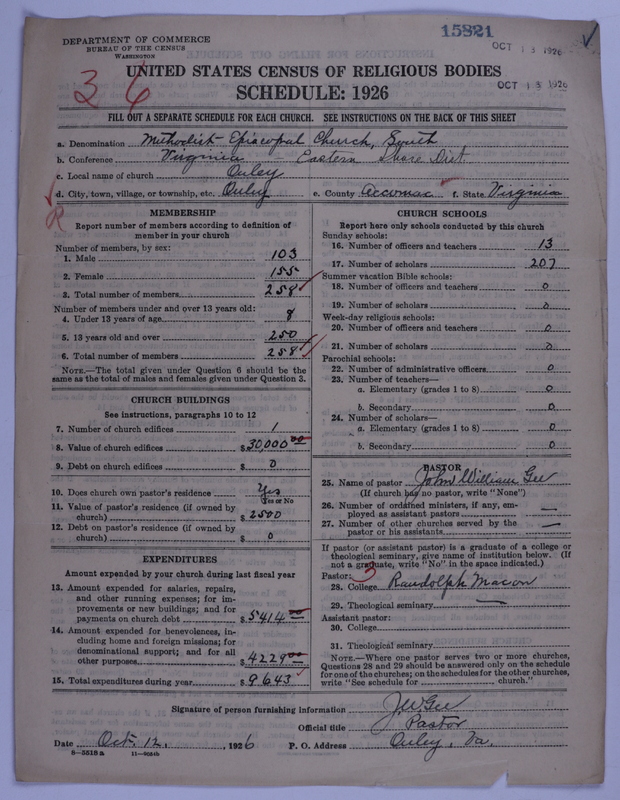 DEPARTMENT OF COMMERCE
BUREAU OF THE CENSUS
WASHINGTON
15821
OCT 13 1926
OCT 13 1926
36
UNITED STATES CENSUS OF RELIGIOUS BODIES
SCHEDULE: 1926
FILL OUT A SEPARATE SCHEDULE FOR EACH CHURCH. SEE INSTRUCTIONS ON THE BACK OF THIS SHEET
a. Denomination Methodist Episcopal Church, South
b. Conference Virginia - Eastern Shore Dist
c. Local name of church Onley
d. City, town, village, or township, etc. Onley e. County Accomac f. State Virginia
MEMBERSHIP
Report number of members according to definition of
member in your church
Number of members, by sex:
1. Male 103
2. Female 155
3. Total number of members 258
Number of members under and over 13 years old:
4. Under 13 years of age 8
5. 13 years old and over 250
6. Total number of members 258
NOTE.—The total given under Question 6 should be
same as the total of males and females given under Question 3.
CHURCH BUILDINGS
See instructions, paragraphs 10 to 12
7. Number of church edifices 1
8. Value of church edifices $30,000.00
9. Debt on church edifices $ 0
10. Does church own pastor's residence Yes
Yes or No
11. Value of pastor's residence (if owned by
church) $ 2500
12. Debt on pastor's residence (if owned by
church) $ 0
EXPENDITURES
Amount expended by your church during last fiscal year
13. Amount expended for salaries, repairs,
and other running expenses; for im-
provements or new buildings; and for
payments on church debt $5414.00
14. Amount expended for benevolences, in-
cluding home and foreign missions; for
denominational support; and for all
other purposes $4229.00
15. Total expenditures during year $9643
CHURCH SCHOOLS
Report here only schools conducted by this church
Sunday schools:
16. Number of officers and teachers 13
17. Number of scholars 207
Summer vacation Bible schools:
18. Number of officers and teachers 0
19. Number of scholars 0
Week-day religious schools:
20. Number of officers and teachers 0
21. Number of scholars 0
Parochial schools:
22. Number of administrative officers 0
23. Number of teachers—
a. Elementary (grades 1 to 8) 0
b. Secondary 0
24. Number of scholars—
a. Elementary (grades 1 to 8) 0
b. Secondary 0
PASTOR
25. Name of pastor John William Gee
(If church has no pastor, write "None")
26. Number of ordained ministers, if any, em-
ployed as assistant pastors —
27. Number of other churches served by the
pastor or his assistants —
If pastor (or assistant pastor) is a graduate of a college or
theological seminary, give name of institution below. (If
not a graduate, write "No" in the space indicated.)
Pastor: 3
28. College Randolph Macon
29. Theological seminary —
Assistant pastor:
30. College
31. Theological seminary
NOTE.—Where one pastor serves two or more churches,
Questions 28 and 29 should be answered only on the schedule
for one of the churches; on the schedules for the other churches,
write "See schedule for church."
Signature of person furnishing information J. W. Gee
Official title Pastor
Date Oct. 12, 1926 P. O. Address Onley, Va.
8—5518 a